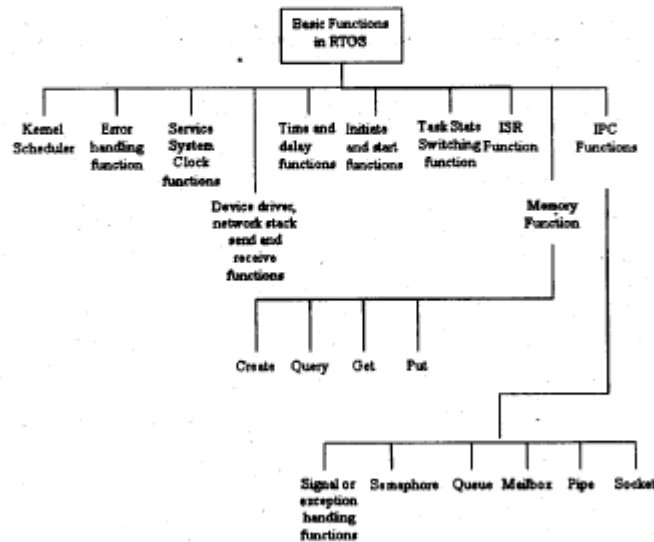 Basic Functions
in RTOS
Kernel
Scheduler
Error
handling
function
Service
System
Clock
functions
Device driver,
network stack
send and
receive
functions
Time and
delay
functions
Initiate
and start
functions
Task State
Switching
function
ISR
Function
Memory
Function
IPC
Functions
Create
Query
Get
Put
Signal or
exception
handling
functions
Semaphore
Queue
Mailbox
Pipe
Socket